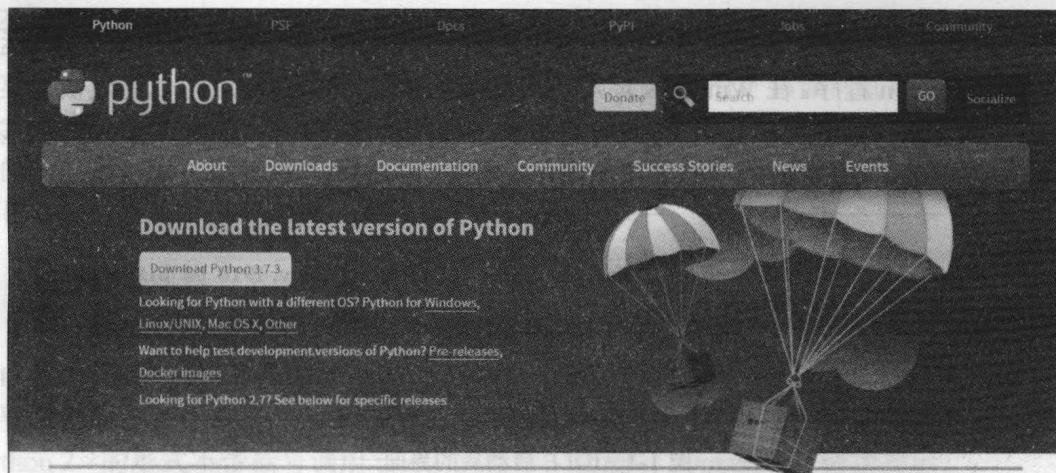 Python PSF Docs PyPI Jobs Community
python™
Donate Search GO Socialize
About Downloads Documentation Community Success Stories News Events
Download the latest version of Python
Download Python 3.7.3
Looking for Python with a different OS? Python for Windows,
Linux/UNIX, Mac OS X, Other
Want to help test development versions of Python? Pre-releases,
Docker images
Looking for Python 2.7? See below for specific releases